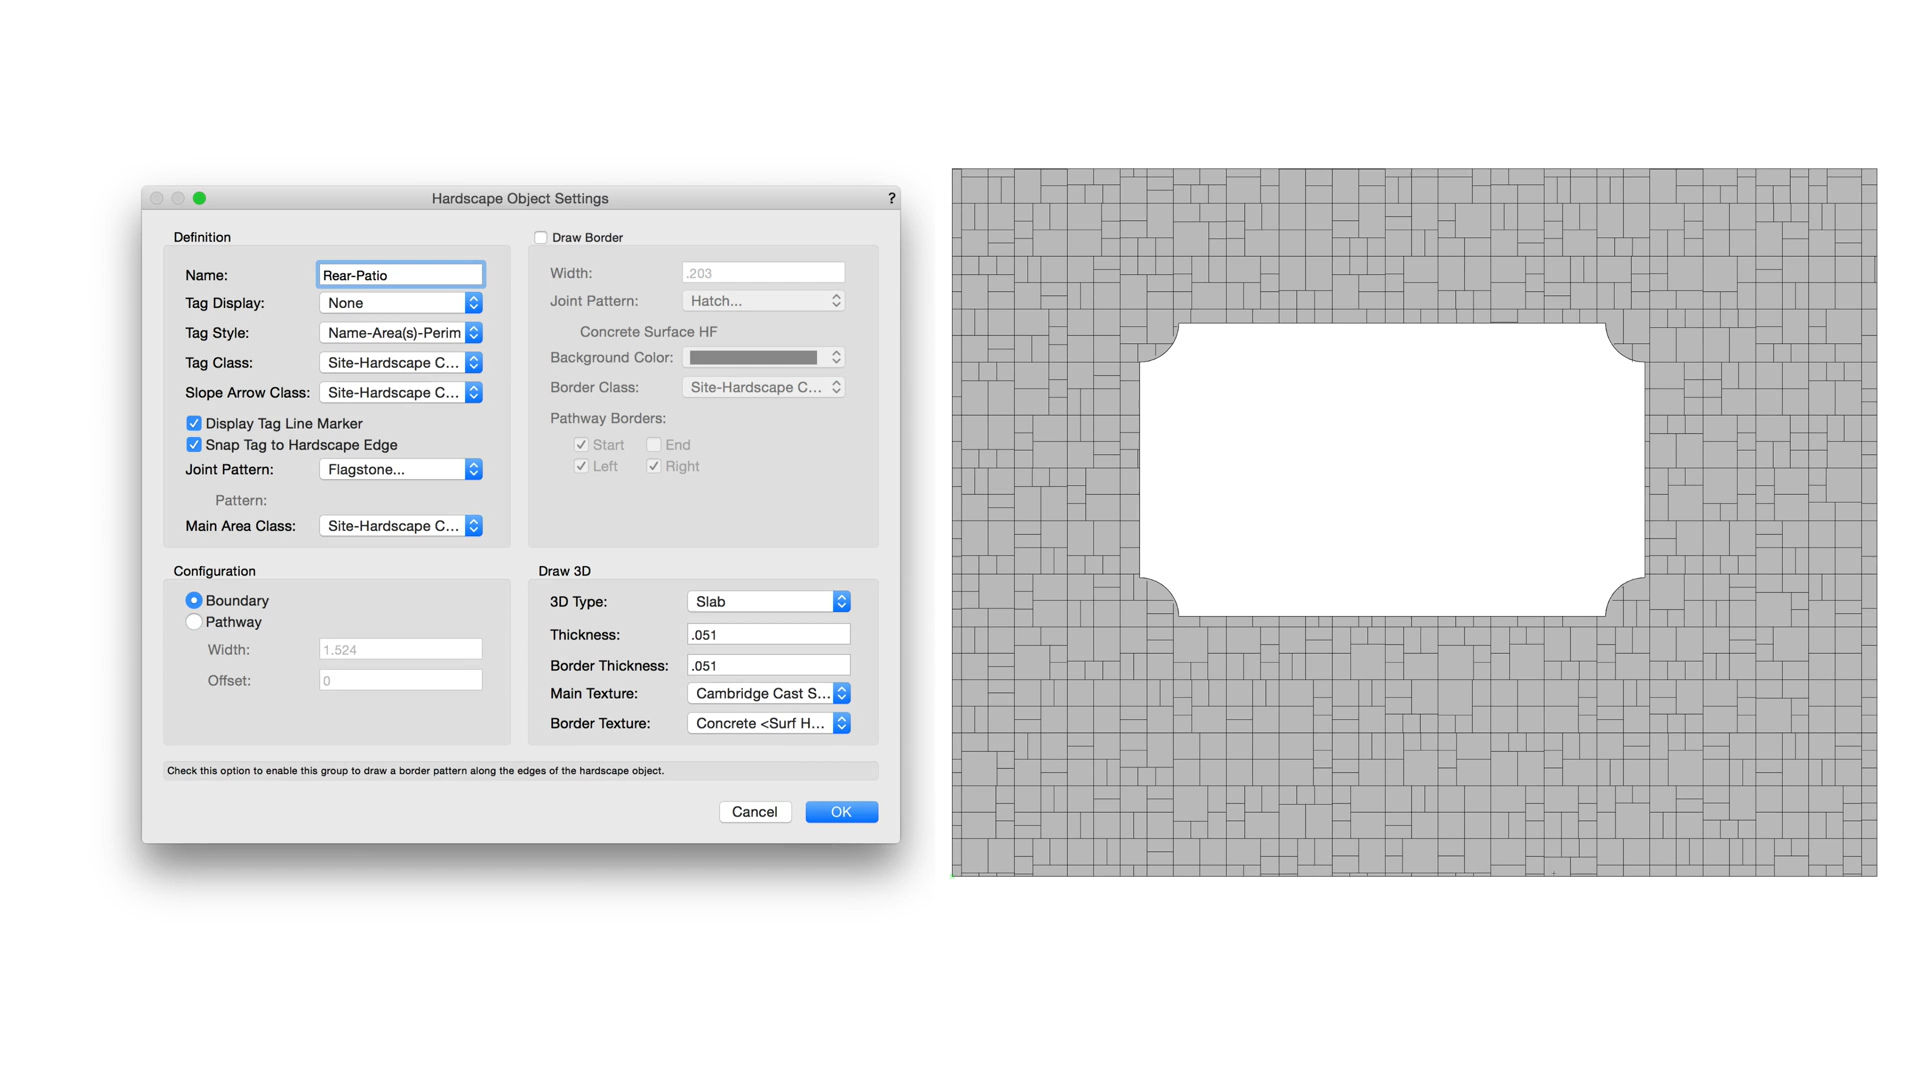 Hardscape Object Settings
?
Definition
Name:
Rear-Patio
Tag Display:
None
Tag Style:
Name-Area(s)-Perim
Tag Class:
Site-Hardscape C...
Slope Arrow Class:
Site-Hardscape C...
Display Tag Line Marker
Snap Tag to Hardscape Edge
Joint Pattern:
Flagstone...
Pattern:
Main Area Class:
Site-Hardscape C...
Draw Border
Width:
.203
Joint Pattern:
Hatch...
Concrete Surface HF
Background Color:
Border Class:
Site-Hardscape C...
Pathway Borders:
Start
End
Left
Right
Configuration
Boundary
Pathway
Width:
1.524
Offset:
0
Draw 3D
3D Type:
Slab
Thickness:
.051
Border Thickness:
.051
Main Texture:
Cambridge Cast S...
Border Texture:
Concrete <Surf H...
Check this option to enable this group to draw a border pattern along the edges of the hardscape object.
Cancel
OK